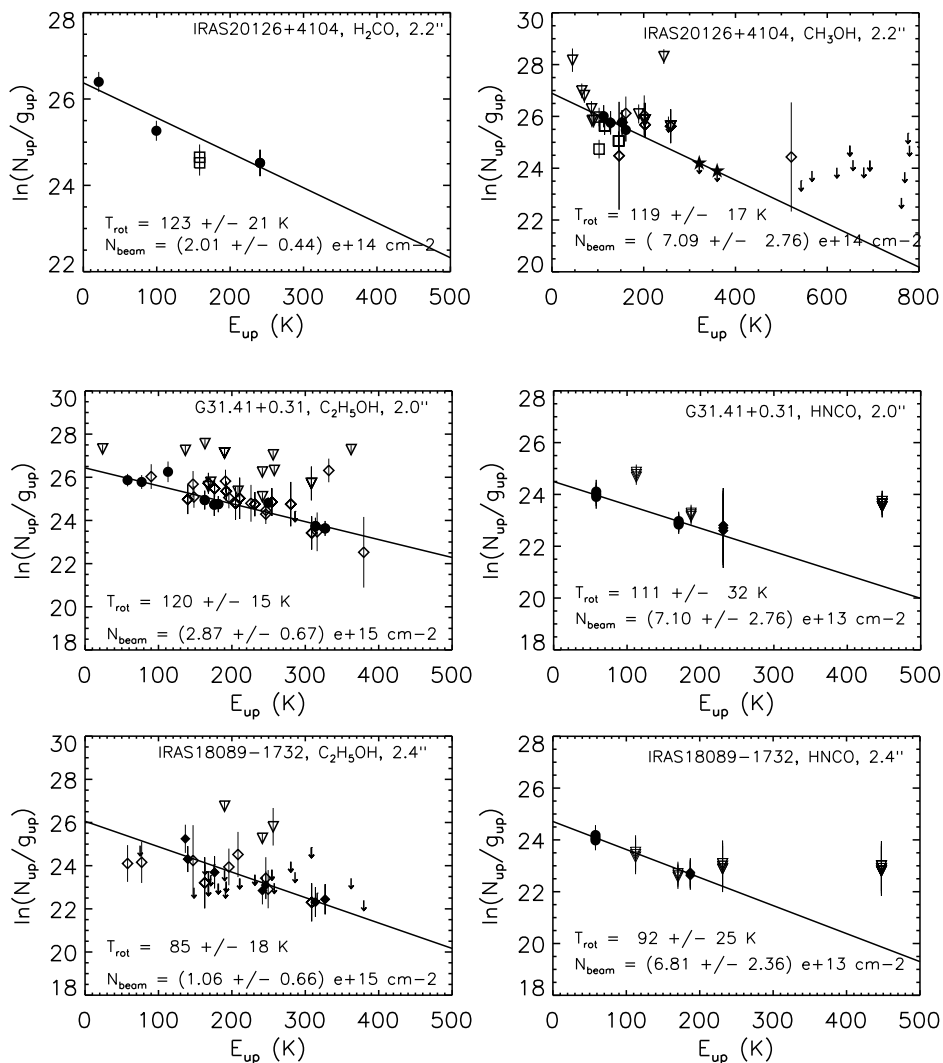 IRAS20126+4104, H2CO, 2.2"
28
26
24
22
ln(Nup/gup)
Trot = 123 +/- 21 K
Nbeam = (2.01 +/- 0.44) e+14 cm-2
0 100 200 300 400 500
Eup (K)
IRAS20126+4104, CH3OH, 2.2"
30
28
26
24
22
20
ln(Nup/gup)
Trot = 119 +/- 17 K
Nbeam = ( 7.09 +/- 2.76) e+14 cm-2
0 200 400 600 800
Eup (K)
G31.41+0.31, C2H5OH, 2.0"
30
28
26
24
22
20
18
ln(Nup/gup)
Trot = 120 +/- 15 K
Nbeam = (2.87 +/- 0.67) e+15 cm-2
0 100 200 300 400 500
Eup (K)
G31.41+0.31, HNCO, 2.0"
28
26
24
22
20
18
ln(Nup/gup)
Trot = 111 +/- 32 K
Nbeam = (7.10 +/- 2.76) e+13 cm-2
0 100 200 300 400 500
Eup (K)
IRAS18089-1732, C2H5OH, 2.4"
30
28
26
24
22
20
18
ln(Nup/gup)
Trot = 85 +/- 18 K
Nbeam = (1.06 +/- 0.66) e+15 cm-2
0 100 200 300 400 500
Eup (K)
IRAS18089-1732, HNCO, 2.4"
28
26
24
22
20
18
ln(Nup/gup)
Trot = 92 +/- 25 K
Nbeam = (6.81 +/- 2.36) e+13 cm-2
0 100 200 300 400 500
Eup (K)